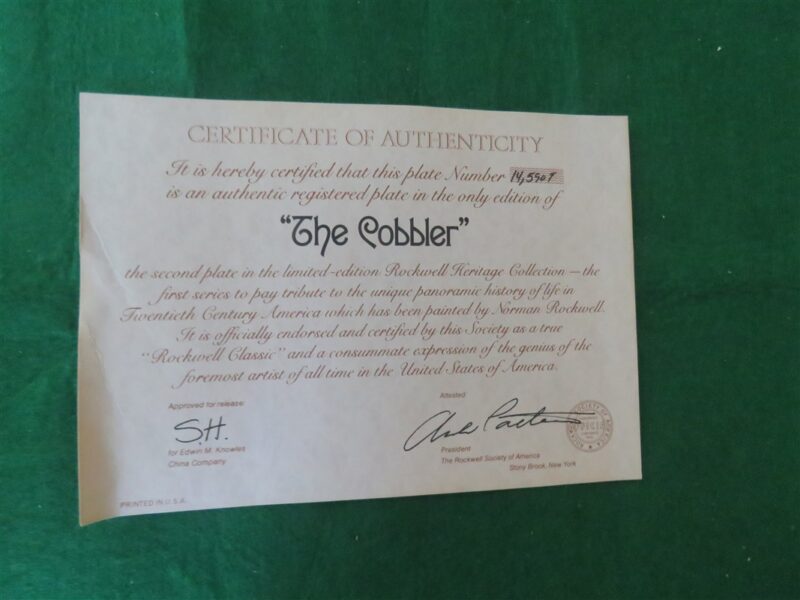 CERTIFICATE OF AUTHENTICITY
It is hereby certified that this plate Number
is an authentic registered plate in the only edition of
"The Cobbler"
the second plate in the limited-edition Rockwell Heritage Collection — the
first series to pay tribute to the unique panoramic history of life in
Twentieth Century America which has been painted by Norman Rockwell.
It is officially endorsed and certified by this Society as a true
"Rockwell Classic" and a consummate expression of the genius of the
foremost artist of all time in the United States of America.
Approved for release:
Attested
S.H.
for Edwin M. Knowles
China Company
President
The Rockwell Society of America
Stony Brook, New York
PRINTED IN U.S.A.